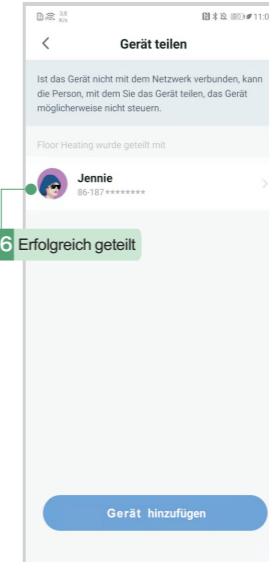 3,8
K/s
11:0
Gerät teilen
Ist das Gerät nicht mit dem Netzwerk verbunden, kann
die Person, mit dem Sie das Gerät teilen, das Gerät
möglicherweise nicht steuern.
Floor Heating wurde geteilt mit
Jennie
86-187********
6 Erfolgreich geteilt
Gerät hinzufügen